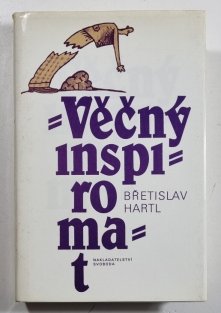 =Věčný
inspi=
ro
ma=
t
BŘETISLAV
HARTL
NAKLADATELSTVÍ
SVOBODA